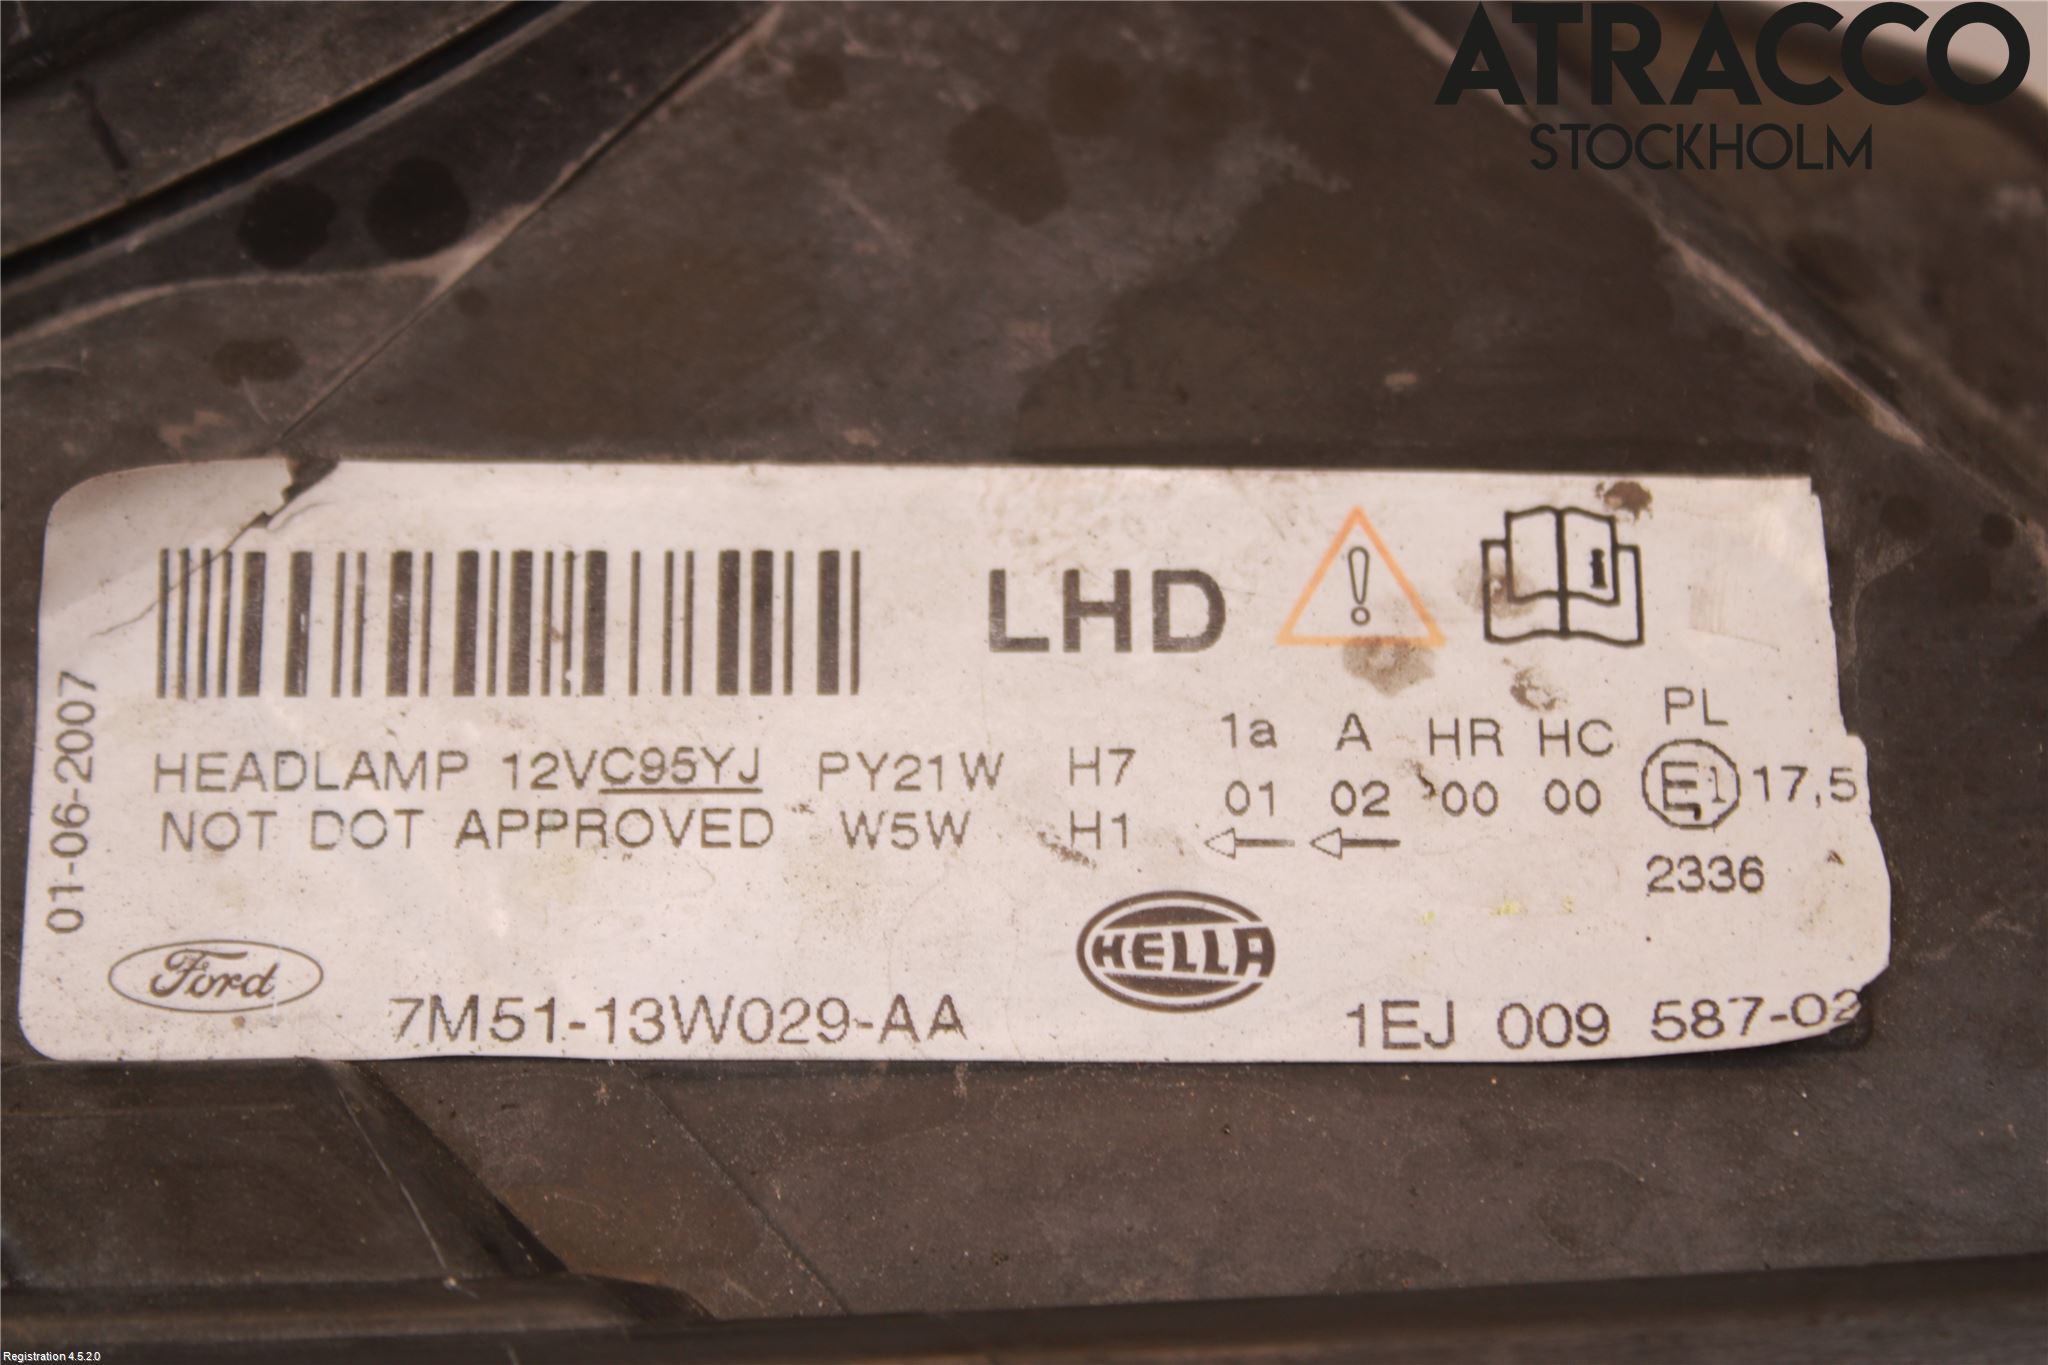 ATRACCO
STOCKHOLM
LHD
01-06-2007
HEADLAMP 12VC95YJ PY21W H7
NOT DOT APPROVED W5W H1
1a A HR HC PL
01 02 00 00 E1 17,5
2336
Ford
7M51-13W029-AA
HELLA
1EJ 009 587-02
Registration 4.5.2.0